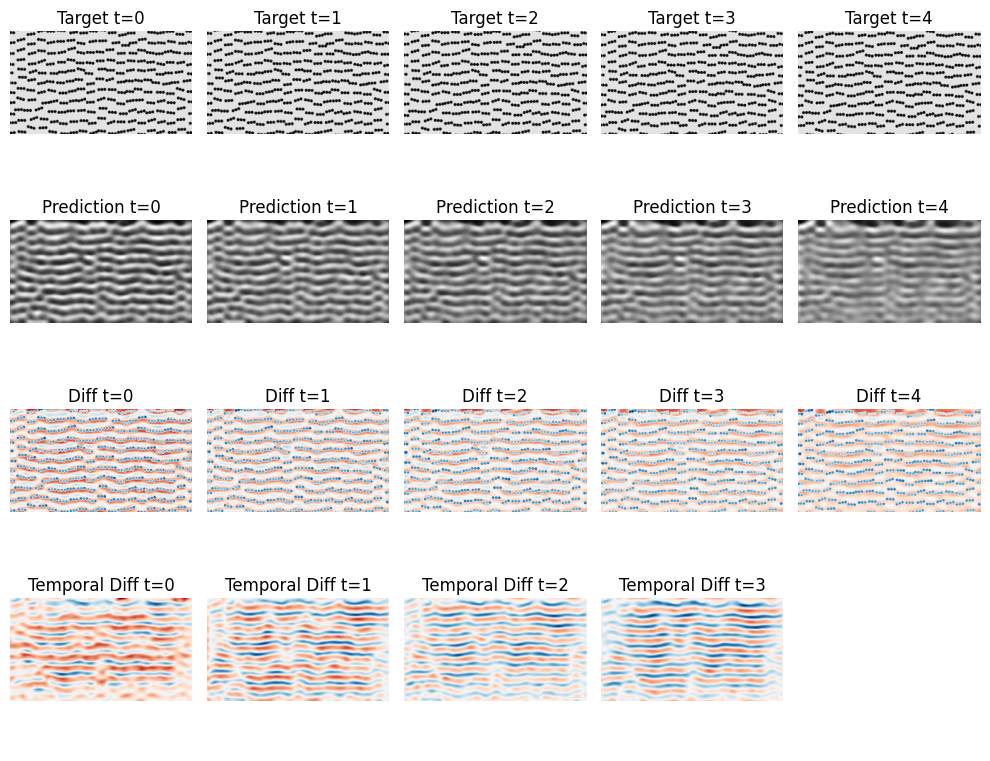 Target t=0 Target t=1 Target t=2 Target t=3 Target t=4
Prediction t=0 Prediction t=1 Prediction t=2 Prediction t=3 Prediction t=4
Diff t=0 Diff t=1 Diff t=2 Diff t=3 Diff t=4
Temporal Diff t=0 Temporal Diff t=1 Temporal Diff t=2 Temporal Diff t=3